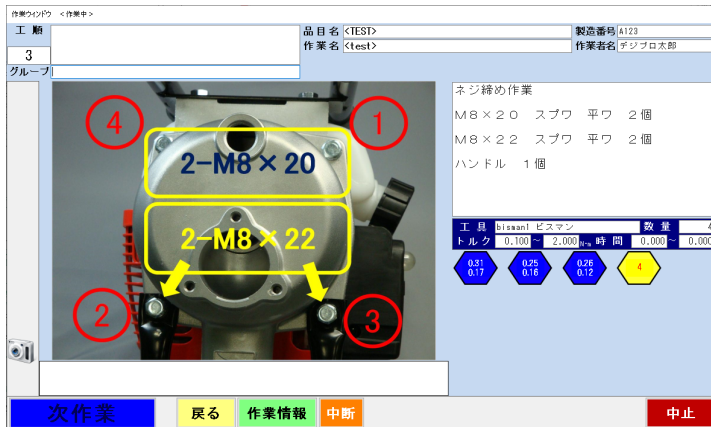 作業ウィンドウ <作業中>
工 順
3
グループ
品 目 名 <TEST>
作 業 名 <test>
製造番号 A123
作業者名 デジプロ太郎
4
1
2-M8×20
2-M8×22
2
3
ネジ締め作業
M8×20 スプワ 平ワ 2個
M8×22 スプワ 平ワ 2個
ハンドル 1個
工 具 bisman1 ビスマン 数 量 4
トルク 0.100 ~ 2.000 N-m 時 間 0.000 ~ 0.000
0.31
0.17
0.25
0.16
0.26
0.12
4
次作業
戻る
作業情報
中断
中止